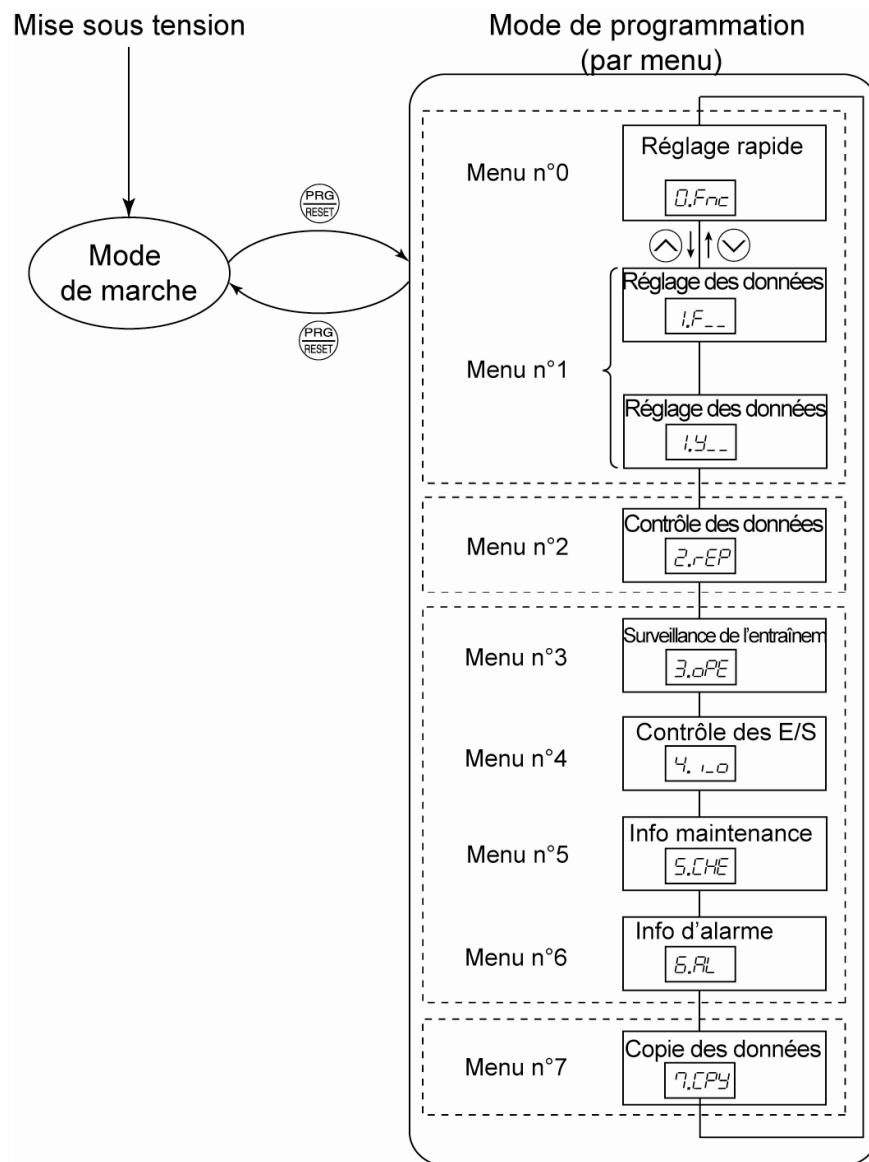 Mise sous tension
Mode de programmation
(par menu)
Menu n°0
Réglage rapide
0.Fnc
PRG
RESET
Mode
de marche
PRG
RESET
Menu n°1
Réglage des données
1.F__
Réglage des données
1.y__
Menu n°2
Contrôle des données
2.rEP
Menu n°3
Surveillance de l'entraînem
3.oPE
Menu n°4
Contrôle des E/S
4.i_o
Menu n°5
Info maintenance
5.CHE
Menu n°6
Info d'alarme
6.AL
Menu n°7
Copie des données
7.CPY